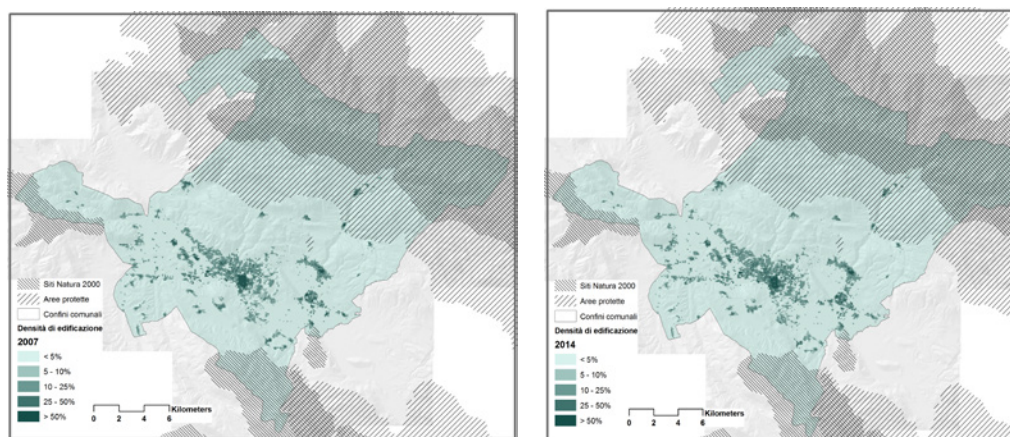 Siti Natura 2000
Aree protette
Confini comunali
Densità di edificazione
2007
< 5%
5 - 10%
10 - 25%
25 - 50%
> 50%
Kilometers
0 2 4 6
Siti Natura 2000
Aree protette
Confini comunali
Densità di edificazione
2014
< 5%
5 - 10%
10 - 25%
25 - 50%
> 50%
Kilometers
0 2 4 6